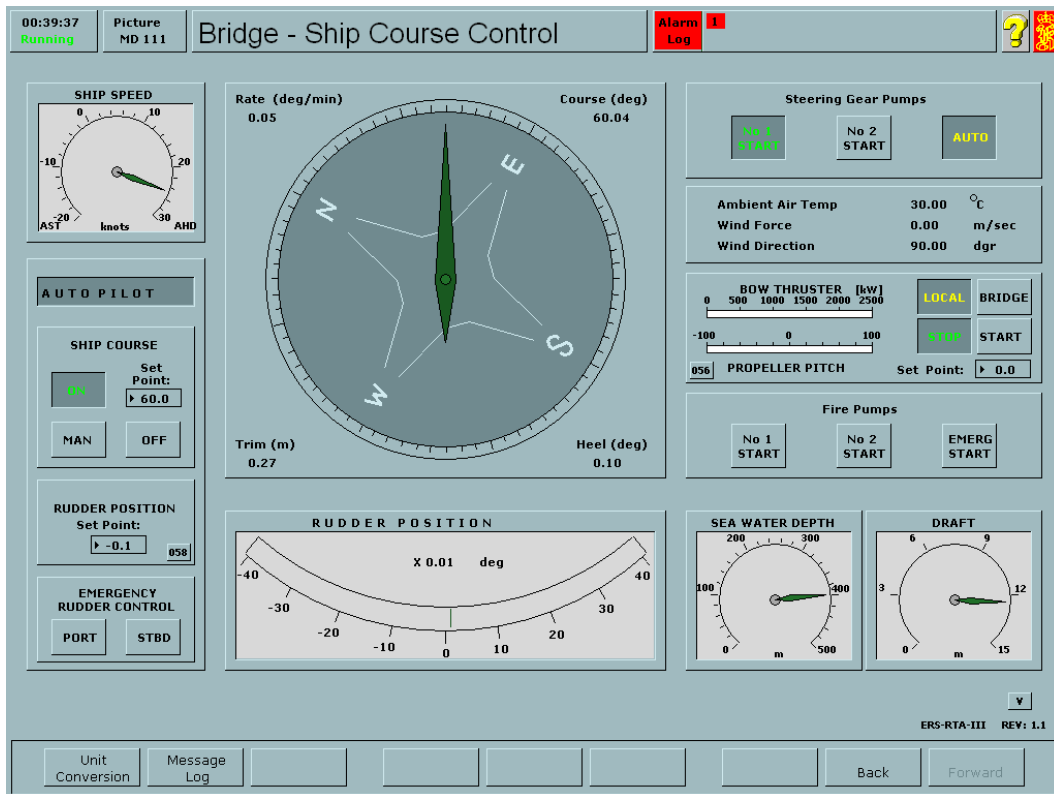 00:39:37
Running
Picture
MD 111
Bridge - Ship Course Control
Alarm
Log
1
?
SHIP SPEED
0
10
-10
20
-20
30
AST
knots
AHD
AUTO PILOT
SHIP COURSE
ON
Set
Point:
60.0
MAN
OFF
RUDDER POSITION
Set Point:
-0.1
058
EMERGENCY
RUDDER CONTROL
PORT
STBD
Rate (deg/min)
0.05
Course (deg)
60.04
N
E
S
W
Trim (m)
0.27
Heel (deg)
0.10
RUDDER POSITION
X 0.01 deg
-40
-30
-20
-10
0
10
20
30
40
Steering Gear Pumps
No 1
START
No 2
START
AUTO
Ambient Air Temp 30.00 °C
Wind Force 0.00 m/sec
Wind Direction 90.00 dgr
BOW THRUSTER [kW]
0 500 1000 1500 2000 2500
-100 0 100
056
PROPELLER PITCH
LOCAL
BRIDGE
STOP
START
Set Point: 0.0
Fire Pumps
No 1
START
No 2
START
EMERG
START
SEA WATER DEPTH
200
300
100
400
0
m
500
DRAFT
6
9
3
12
0
m
15
V
ERS-RTA-III REV: 1.1
Unit
Conversion
Message
Log
Back
Forward